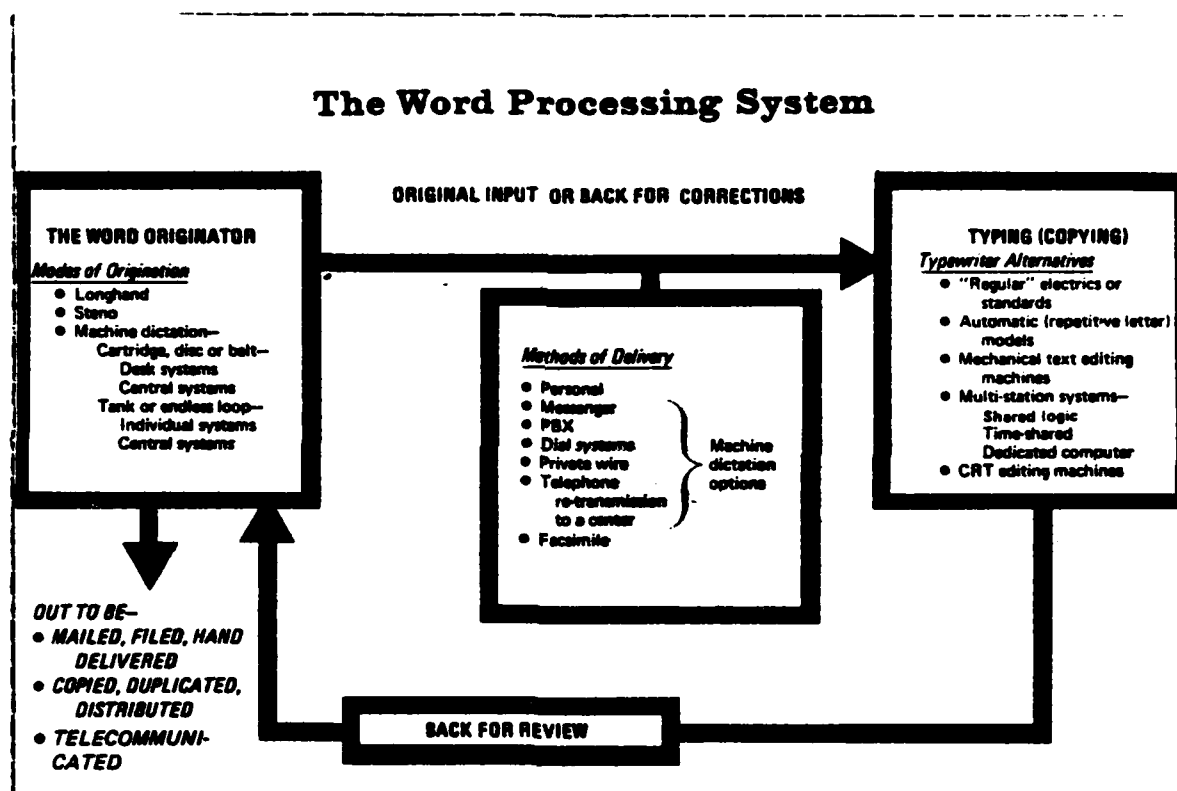 The Word Processing System
ORIGINAL INPUT OR BACK FOR CORRECTIONS
THE WORD ORIGINATOR
Modes of Origination
● Longhand
● Steno
● Machine dictation—
Cartridge, disc or belt—
Desk systems
Central systems
Tank or endless loop—
Individual systems
Central systems
Methods of Delivery
● Personal
● Messenger
● PBX
● Dial systems
● Private wire
● Telephone
re-transmission
to a center
● Facsimile
Machine
dictation
options
TYPING (COPYING)
Typewriter Alternatives
● "Regular" electrics or
standards
● Automatic (repetitive letter)
models
● Mechanical text editing
machines
● Multi-station systems—
Shared logic
Time-shared
Dedicated computer
● CRT editing machines
OUT TO BE—
● MAILED, FILED, HAND
DELIVERED
● COPIED, DUPLICATED,
DISTRIBUTED
● TELECOMMUNI-
CATED
BACK FOR REVIEW